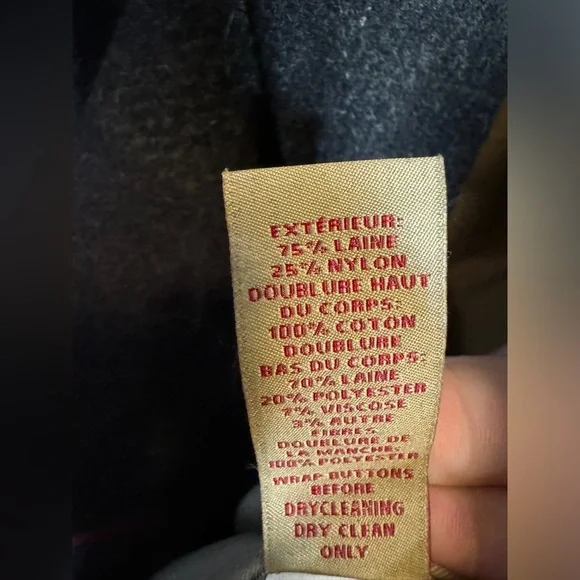 EXTÉRIEUR:
75% LAINE
25% NYLON
DOUBLURE HAUT
DU CORPS:
100% COTON
DOUBLURE
BAS DU CORPS:
70% LAINE
20% POLYESTER
7% VISCOSE
3% AUTRE
FIBRES
DOUBLURE DE
LA MANCHE:
100% POLYESTER
WRAP BUTTONS
BEFORE
DRYCLEANING
DRY CLEAN
ONLY